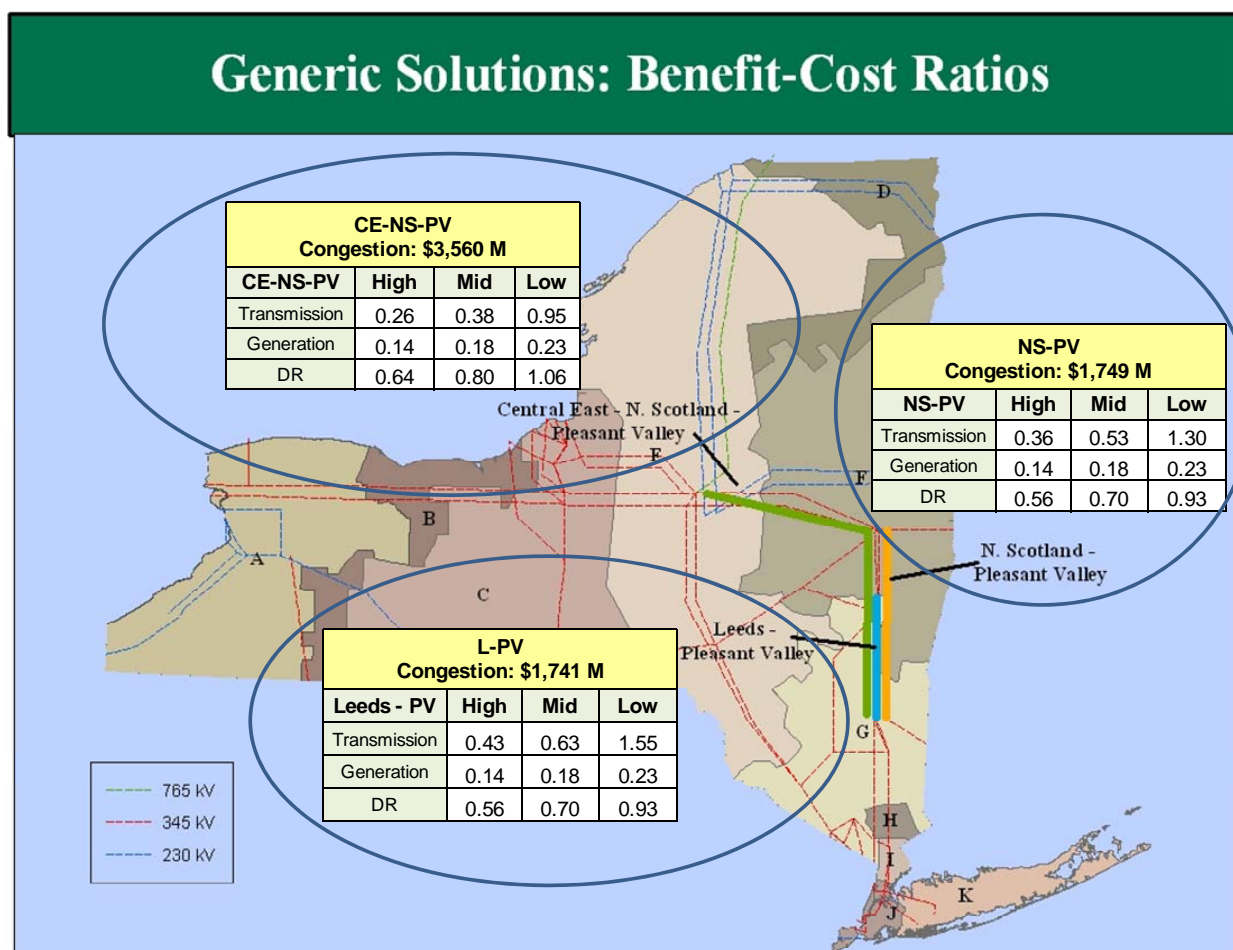 Generic Solutions: Benefit-Cost Ratios
D
CE-NS-PV
Congestion: $3,560 M
CE-NS-PV High Mid Low
Transmission 0.26 0.38 0.95
Generation 0.14 0.18 0.23
DR 0.64 0.80 1.06
NS-PV
Congestion: $1,749 M
NS-PV High Mid Low
Transmission 0.36 0.53 1.30
Generation 0.14 0.18 0.23
DR 0.56 0.70 0.93
Central East - N. Scotland -
Pleasant Valley
E
F
B
A
C
N. Scotland -
Pleasant Valley
Leeds -
Pleasant Valley
L-PV
Congestion: $1,741 M
Leeds - PV High Mid Low
Transmission 0.43 0.63 1.55
Generation 0.14 0.18 0.23
DR 0.56 0.70 0.93
G
765 kV
345 kV
230 kV
H
I
K
J